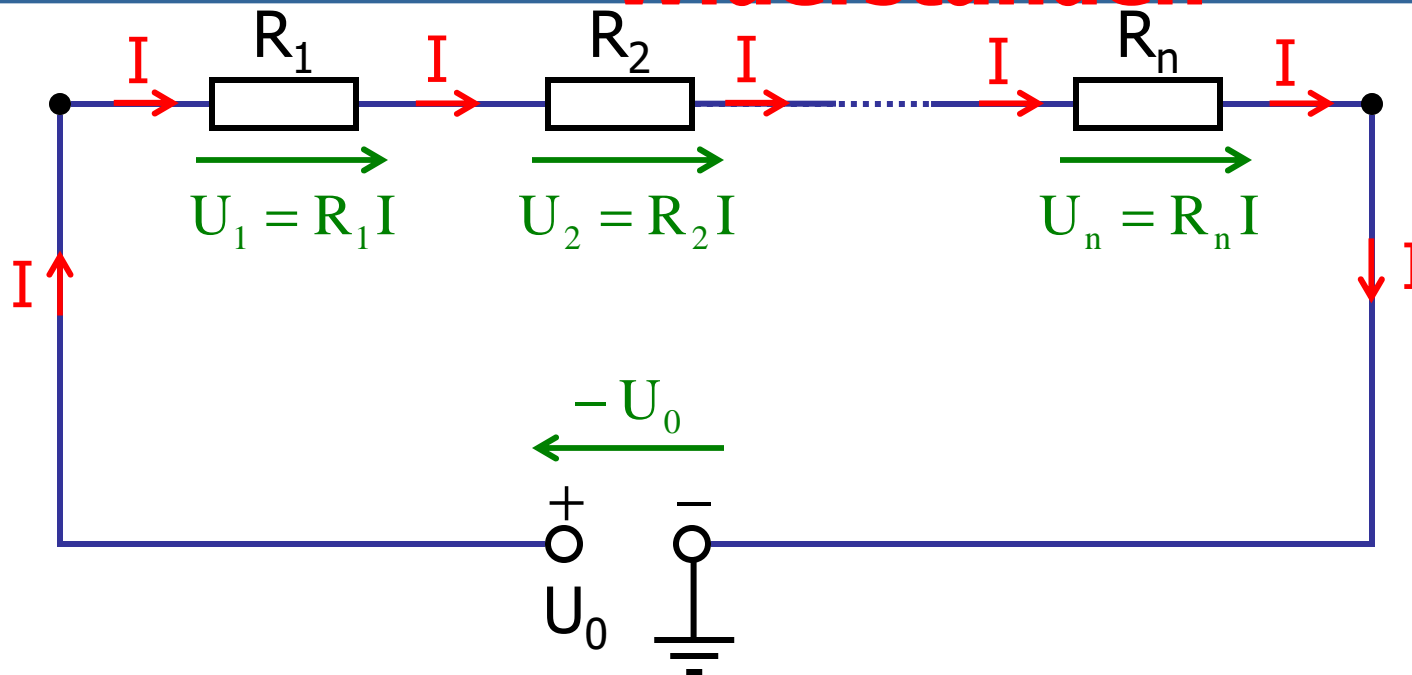 R₁ R₂ Rₙ
I I I I I
U₁ = R₁I U₂ = R₂I Uₙ = RₙI
I I
− U₀
+ −
U₀